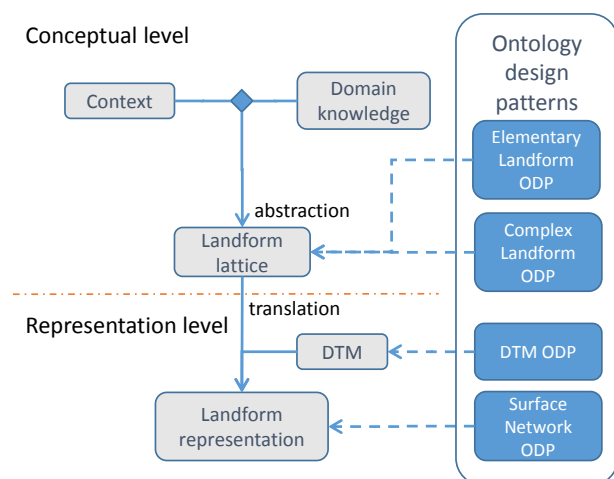 Conceptual level
Context
Domain
knowledge
abstraction
Landform
lattice
translation
Representation level
DTM
Landform
representation
Ontology
design
patterns
Elementary
Landform
ODP
Complex
Landform
ODP
DTM ODP
Surface
Network
ODP